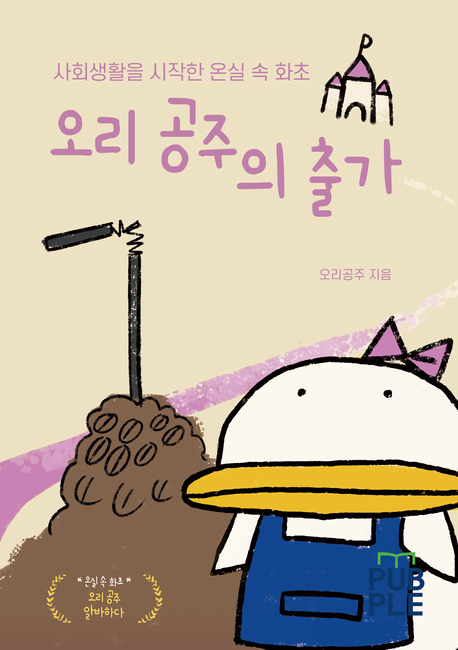 사회생활을 시작한 온실 속 화초
오리 공주의 출가
오리공주 지음
* 온실 속 화초 *
오리 공주
알바하다
PUB
PLE